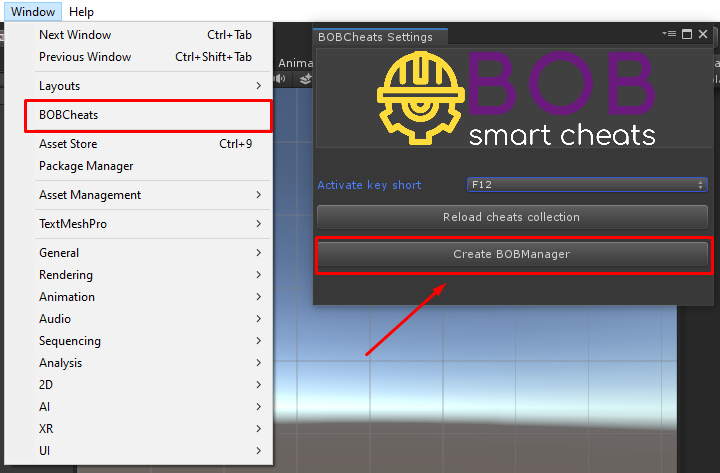 Window Help
Next Window Ctrl+Tab
Previous Window Ctrl+Shift+Tab
Layouts
BOBCheats
Asset Store Ctrl+9
Package Manager
Asset Management
TextMeshPro
General
Rendering
Animation
Audio
Sequencing
Analysis
2D
AI
XR
UI
Anima
BOBCheats Settings
BOB
smart cheats
Activate key short F12
Reload cheats collection
Create BOBManager